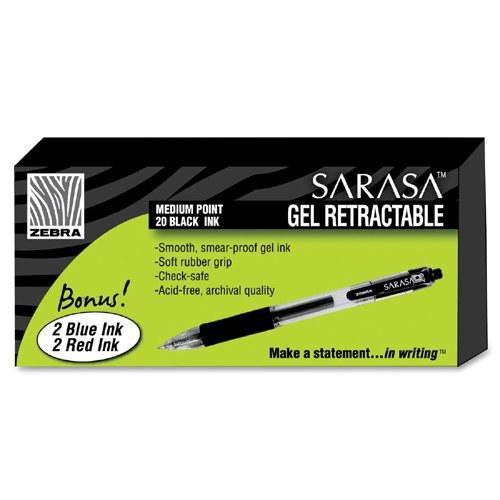 ZEBRA
MEDIUM POINT
20 BLACK INK
SARASA™
GEL RETRACTABLE
-Smooth, smear-proof gel ink
-Soft rubber grip
-Check-safe
-Acid-free, archival quality
Bonus!
2 Blue Ink
2 Red Ink
ZEBRA
SARASA
Make a statement...in writing™